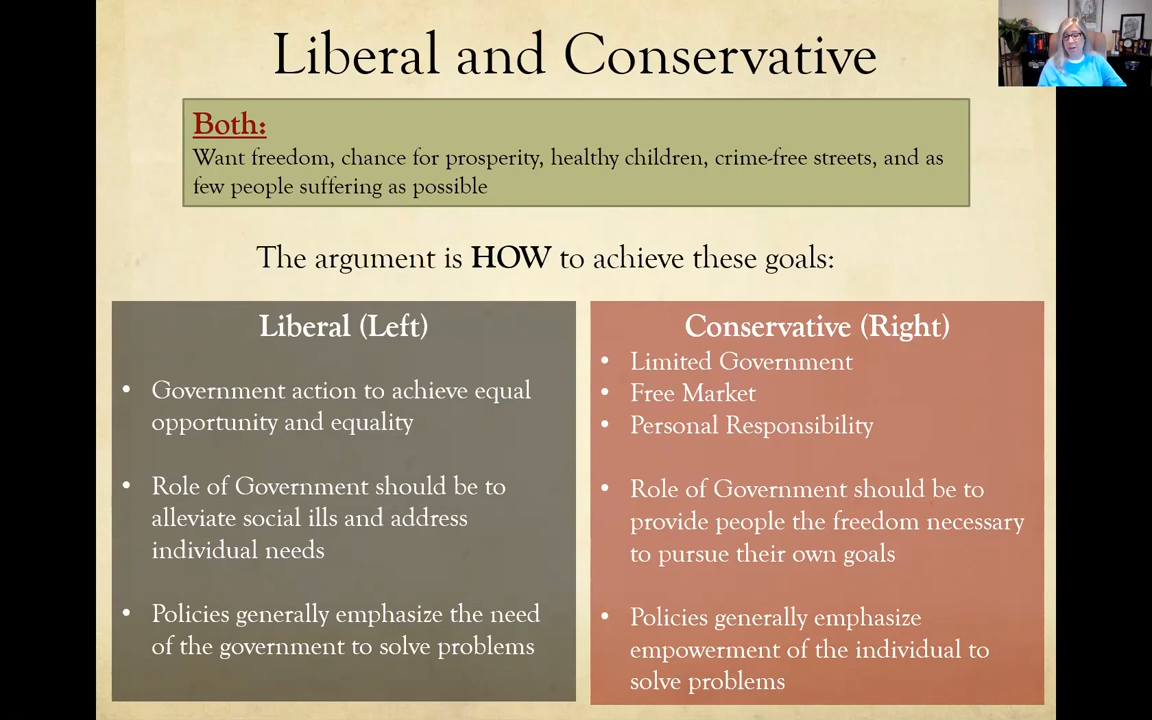 Liberal and Conservative
Both:
Want freedom, chance for prosperity, healthy children, crime-free streets, and as
few people suffering as possible
The argument is HOW to achieve these goals:
Liberal (Left)
• Government action to achieve equal
opportunity and equality
• Role of Government should be to
alleviate social ills and address
individual needs
• Policies generally emphasize the need
of the government to solve problems
Conservative (Right)
• Limited Government
• Free Market
• Personal Responsibility
• Role of Government should be to
provide people the freedom necessary
to pursue their own goals
• Policies generally emphasize
empowerment of the individual to
solve problems